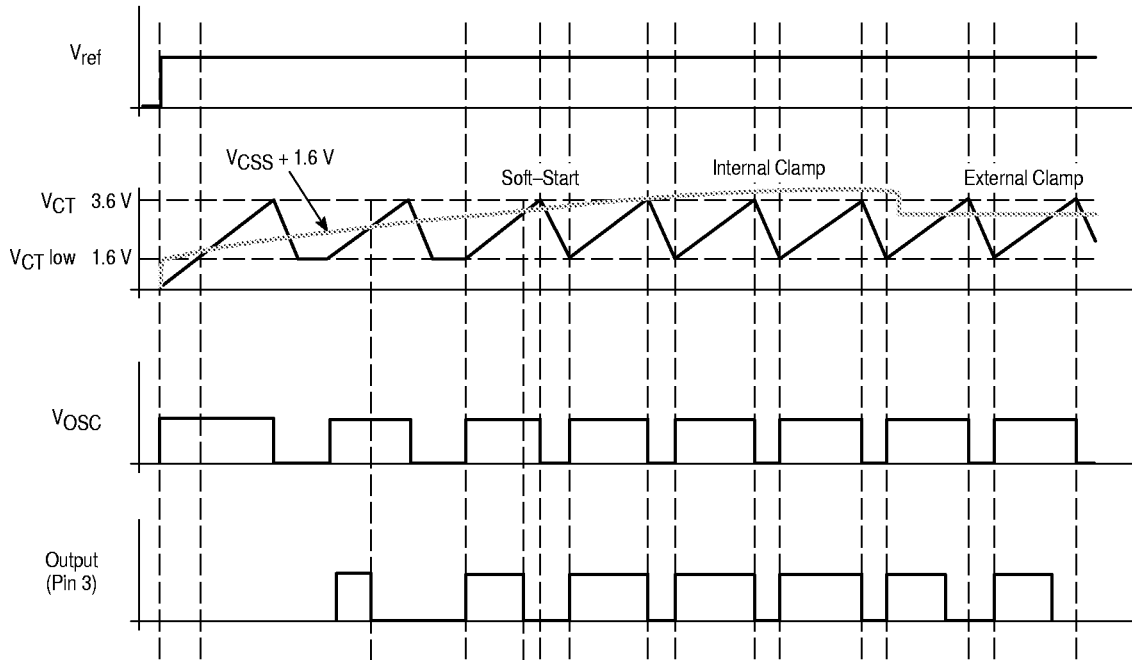 Vref
VCSS + 1.6 V
Soft–Start
Internal Clamp
External Clamp
VCT 3.6 V
VCT low 1.6 V
VOSC
Output
(Pin 3)